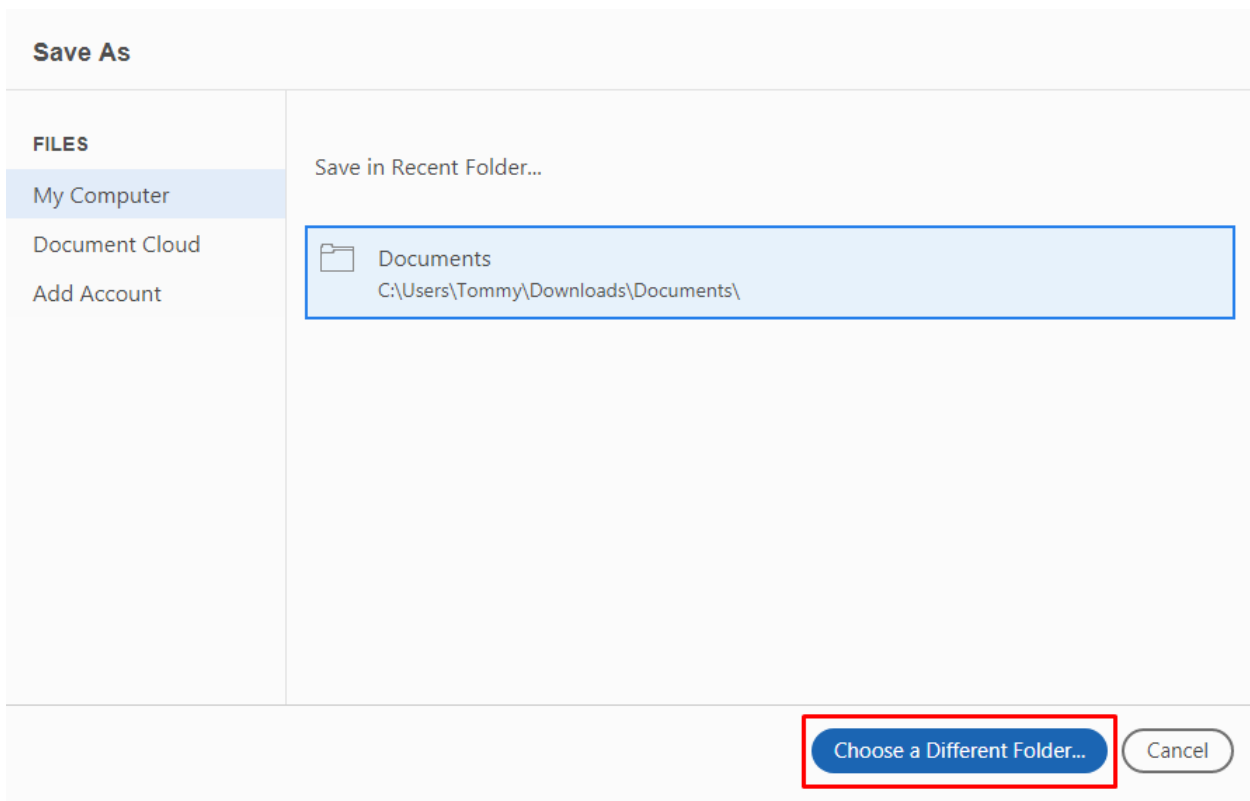 Save As
FILES
My Computer
Document Cloud
Add Account
Save in Recent Folder...
Documents
C:\Users\Tommy\Downloads\Documents\
Choose a Different Folder...
Cancel